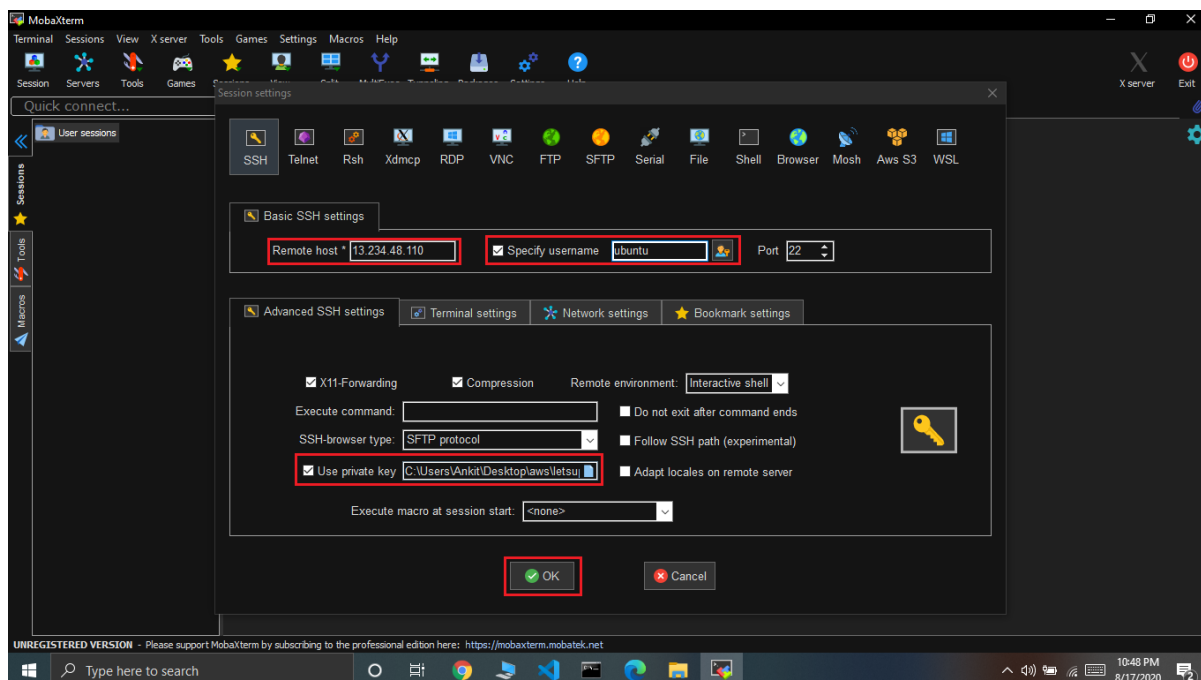 MobaXterm
Terminal Sessions View X server Tools Games Settings Macros Help
Session Servers Tools Games X server Exit
Quick connect...
User sessions
Sessions
Tools
Macros
Session settings
SSH Telnet Rsh Xdmcp RDP VNC FTP SFTP Serial File Shell Browser Mosh Aws S3 WSL
Basic SSH settings
Remote host * 13.234.48.110 Specify username ubuntu Port 22
Advanced SSH settings Terminal settings Network settings Bookmark settings
X11-Forwarding Compression Remote environment: Interactive shell
Execute command: Do not exit after command ends
SSH-browser type: SFTP protocol Follow SSH path (experimental)
Use private key C:\Users\Ankit\Desktop\aws\letsu Adapt locales on remote server
Execute macro at session start: <none>
OK Cancel
UNREGISTERED VERSION - Please support MobaXterm by subscribing to the professional edition here: https://mobaxterm.mobatek.net
Type here to search
10:48 PM
8/17/2020
2